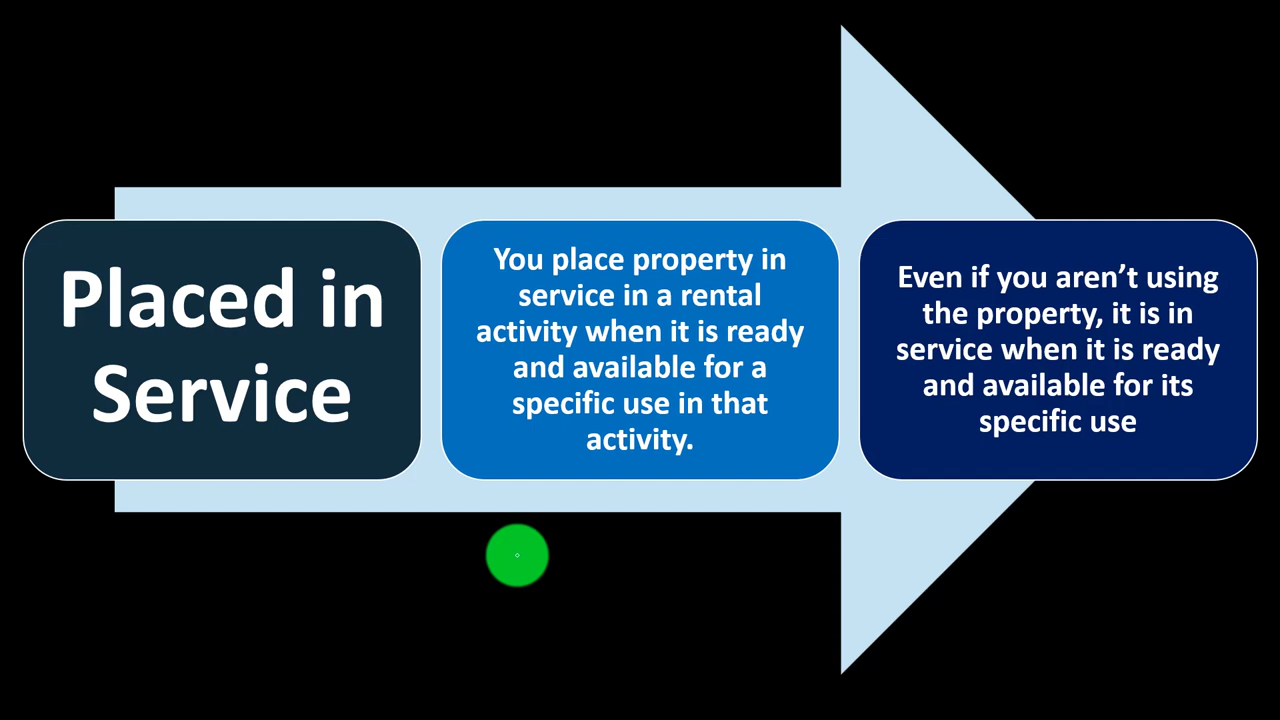 Placed in
Service
You place property in
service in a rental
activity when it is ready
and available for a
specific use in that
activity.
Even if you aren’t using
the property, it is in
service when it is ready
and available for its
specific use